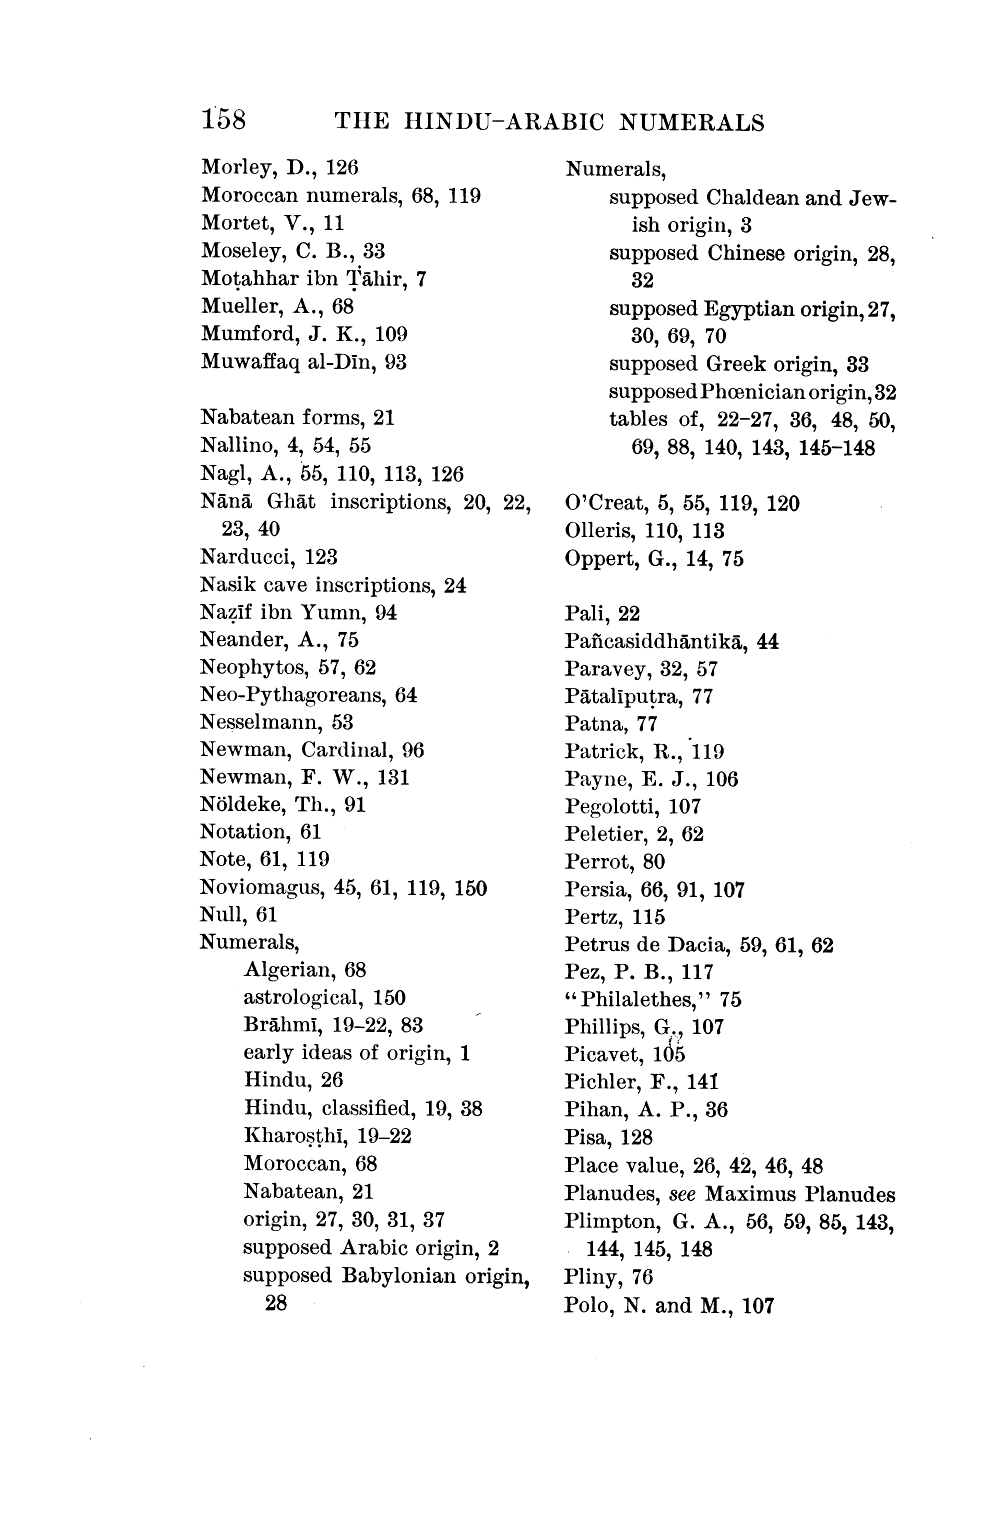 158 THE HINDU-ARABIC NUMERALS
Morley, D., 126
Moroccan numerals, 68, 119
Mortet, V., 11
Moseley, C. B., 33
Moṭahhar ibn Ṭāhir, 7
Mueller, A., 68
Mumford, J. K., 109
Muwaffaq al-Dīn, 93
Nabatean forms, 21
Nallino, 4, 54, 55
Nagl, A., 55, 110, 113, 126
Nānā Ghāt inscriptions, 20, 22,
23, 40
Narducci, 123
Nasik cave inscriptions, 24
Naẓīf ibn Yumn, 94
Neander, A., 75
Neophytos, 57, 62
Neo-Pythagoreans, 64
Nesselmann, 53
Newman, Cardinal, 96
Newman, F. W., 131
Nöldeke, Th., 91
Notation, 61
Note, 61, 119
Noviomagus, 45, 61, 119, 150
Null, 61
Numerals,
Algerian, 68
astrological, 150
Brāhmī, 19–22, 83
early ideas of origin, 1
Hindu, 26
Hindu, classified, 19, 38
Kharoṣṭhī, 19–22
Moroccan, 68
Nabatean, 21
origin, 27, 30, 31, 37
supposed Arabic origin, 2
supposed Babylonian origin,
28
Numerals,
supposed Chaldean and Jew-
ish origin, 3
supposed Chinese origin, 28,
32
supposed Egyptian origin, 27,
30, 69, 70
supposed Greek origin, 33
supposed Phœnician origin, 32
tables of, 22–27, 36, 48, 50,
69, 88, 140, 143, 145–148
O'Creat, 5, 55, 119, 120
Olleris, 110, 113
Oppert, G., 14, 75
Pali, 22
Pañcasiddhāntikā, 44
Paravey, 32, 57
Pātalīpuṭra, 77
Patna, 77
Patrick, R., 119
Payne, E. J., 106
Pegolotti, 107
Peletier, 2, 62
Perrot, 80
Persia, 66, 91, 107
Pertz, 115
Petrus de Dacia, 59, 61, 62
Pez, P. B., 117
“Philalethes,” 75
Phillips, G., 107
Picavet, 105
Pichler, F., 141
Pihan, A. P., 36
Pisa, 128
Place value, 26, 42, 46, 48
Planudes, see Maximus Planudes
Plimpton, G. A., 56, 59, 85, 143,
144, 145, 148
Pliny, 76
Polo, N. and M., 107